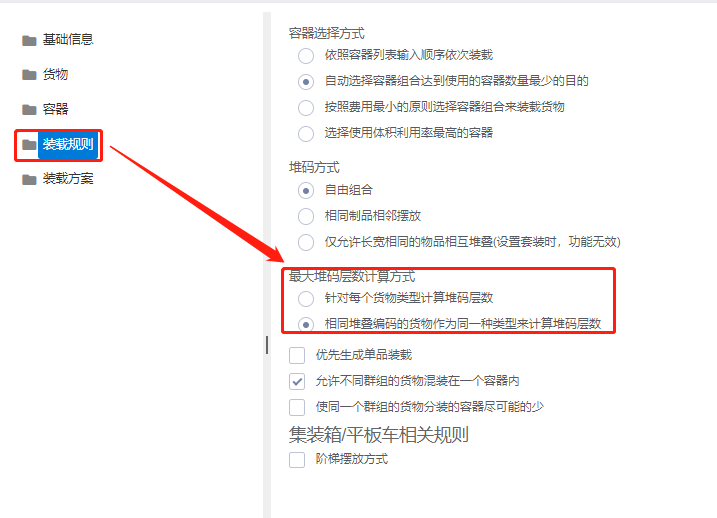 基础信息
货物
容器
装载规则
装载方案
容器选择方式
依照容器列表输入顺序依次装载
自动选择容器组合达到使用的容器数量最少的目的
按照费用最小的原则选择容器组合来装载货物
选择使用体积利用率最高的容器
堆码方式
自由组合
相同制品相邻摆放
仅允许长宽相同的物品相互堆叠(设置套装时，功能无效)
最大堆码层数计算方式
针对每个货物类型计算堆码层数
相同堆叠编码的货物作为同一种类型来计算堆码层数
优先生成单品装载
允许不同群组的货物混装在一个容器内
使同一个群组的货物分装的容器尽可能的少
集装箱/平板车相关规则
阶梯摆放方式